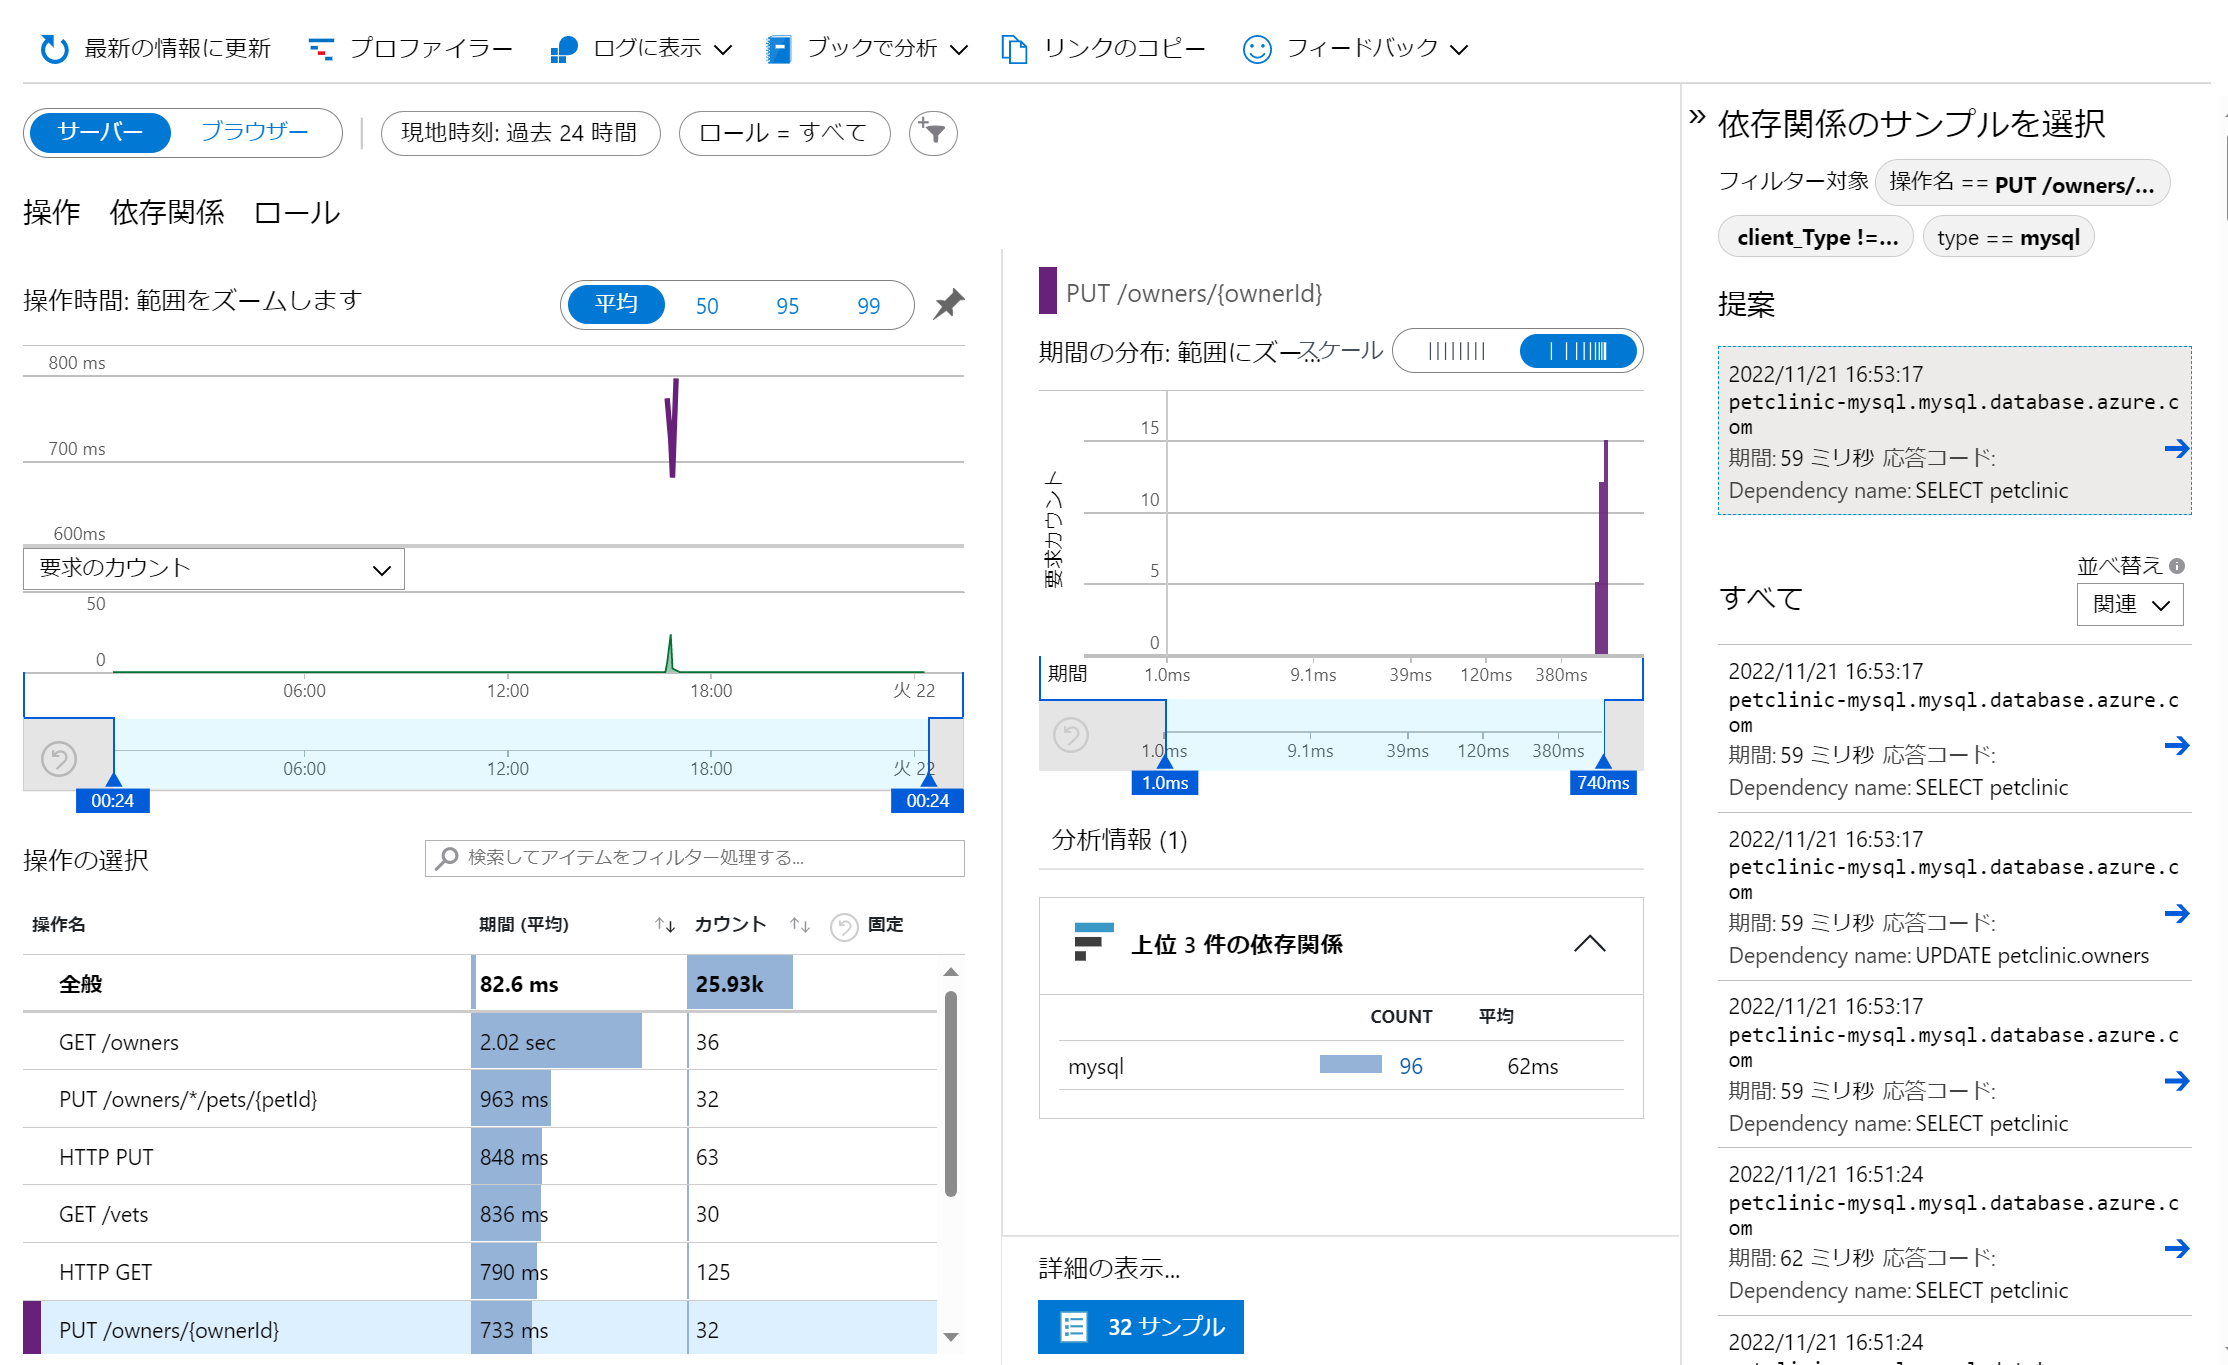 最新の情報に更新 プロファイラー ログに表示 ブックで分析 リンクのコピー フィードバック
サーバー ブラウザー 現地時刻: 過去 24 時間 ロール = すべて
操作 依存関係 ロール
操作時間: 範囲をズームします
平均 50 95 99
800 ms
700 ms
600ms
要求のカウント
50
0
06:00 12:00 18:00 火 22
06:00 12:00 18:00 火 22
00:24 00:24
操作の選択
検索してアイテムをフィルター処理する...
操作名 期間 (平均) カウント 固定
全般 82.6 ms 25.93k
GET /owners 2.02 sec 36
PUT /owners/*/pets/{petId} 963 ms 32
HTTP PUT 848 ms 63
GET /vets 836 ms 30
HTTP GET 790 ms 125
PUT /owners/{ownerId} 733 ms 32
PUT /owners/{ownerId}
期間の分布: 範囲にズー... スケール
要求カウント
15
10
5
0
期間 1.0ms 9.1ms 39ms 120ms 380ms
1.0ms 9.1ms 39ms 120ms 380ms
1.0ms 740ms
分析情報 (1)
上位 3 件の依存関係
COUNT 平均
mysql 96 62ms
詳細の表示...
32 サンプル
» 依存関係のサンプルを選択
フィルター対象 操作名 == PUT /owners/...
client_Type !=... type == mysql
提案
2022/11/21 16:53:17
petclinic-mysql.mysql.database.azure.c
om
期間: 59 ミリ秒 応答コード:
Dependency name: SELECT petclinic
並べ替え
すべて
関連
2022/11/21 16:53:17
petclinic-mysql.mysql.database.azure.c
om
期間: 59 ミリ秒 応答コード:
Dependency name: SELECT petclinic
2022/11/21 16:53:17
petclinic-mysql.mysql.database.azure.c
om
期間: 59 ミリ秒 応答コード:
Dependency name: UPDATE petclinic.owners
2022/11/21 16:53:17
petclinic-mysql.mysql.database.azure.c
om
期間: 59 ミリ秒 応答コード:
Dependency name: SELECT petclinic
2022/11/21 16:51:24
petclinic-mysql.mysql.database.azure.c
om
期間: 62 ミリ秒 応答コード:
Dependency name: SELECT petclinic
2022/11/21 16:51:24